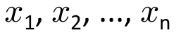 x₁, x₂, ..., xₙ